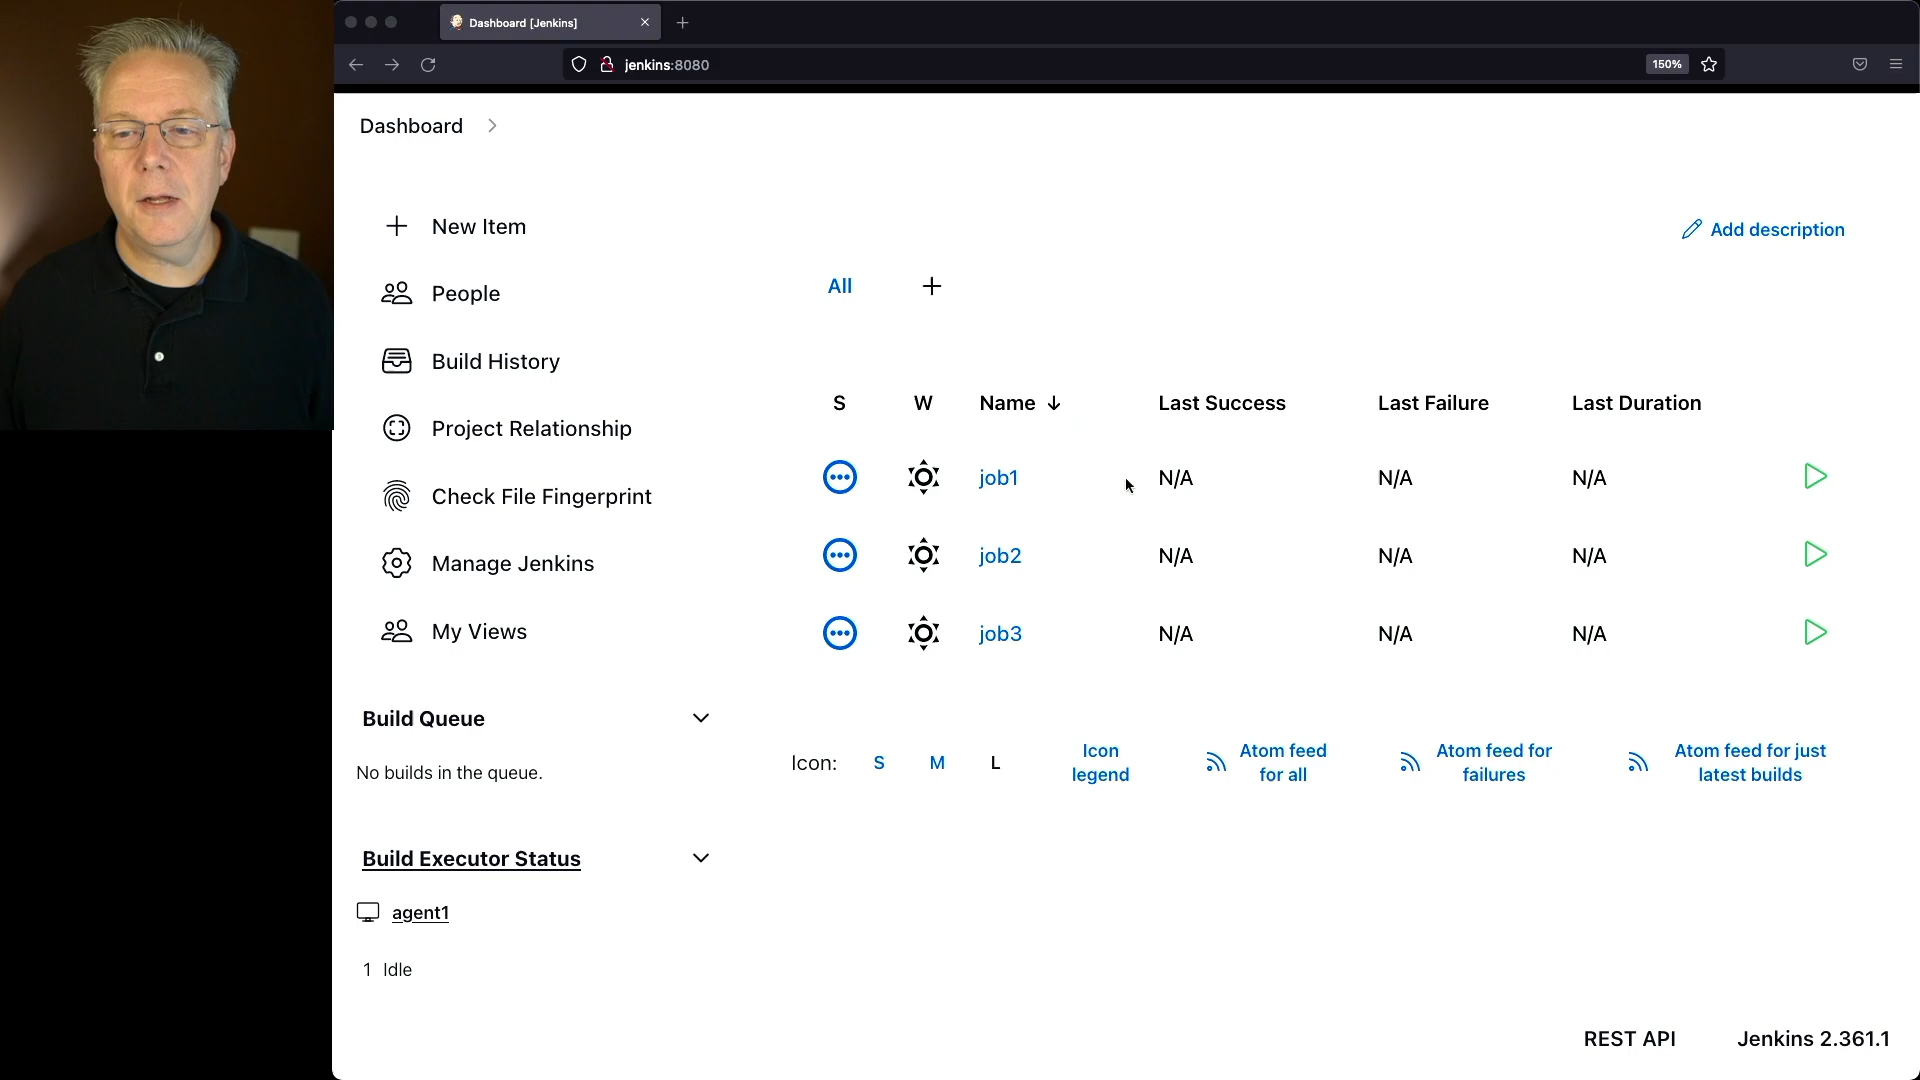 Dashboard [Jenkins]
jenkins:8080
150%
Dashboard
New Item
People
Build History
Project Relationship
Check File Fingerprint
Manage Jenkins
My Views
Build Queue
No builds in the queue.
Build Executor Status
agent1
1 Idle
Add description
All
S W Name ↓ Last Success Last Failure Last Duration
job1 N/A N/A N/A
job2 N/A N/A N/A
job3 N/A N/A N/A
Icon: S M L
Icon
legend
Atom feed
for all
Atom feed for
failures
Atom feed for just
latest builds
REST API Jenkins 2.361.1